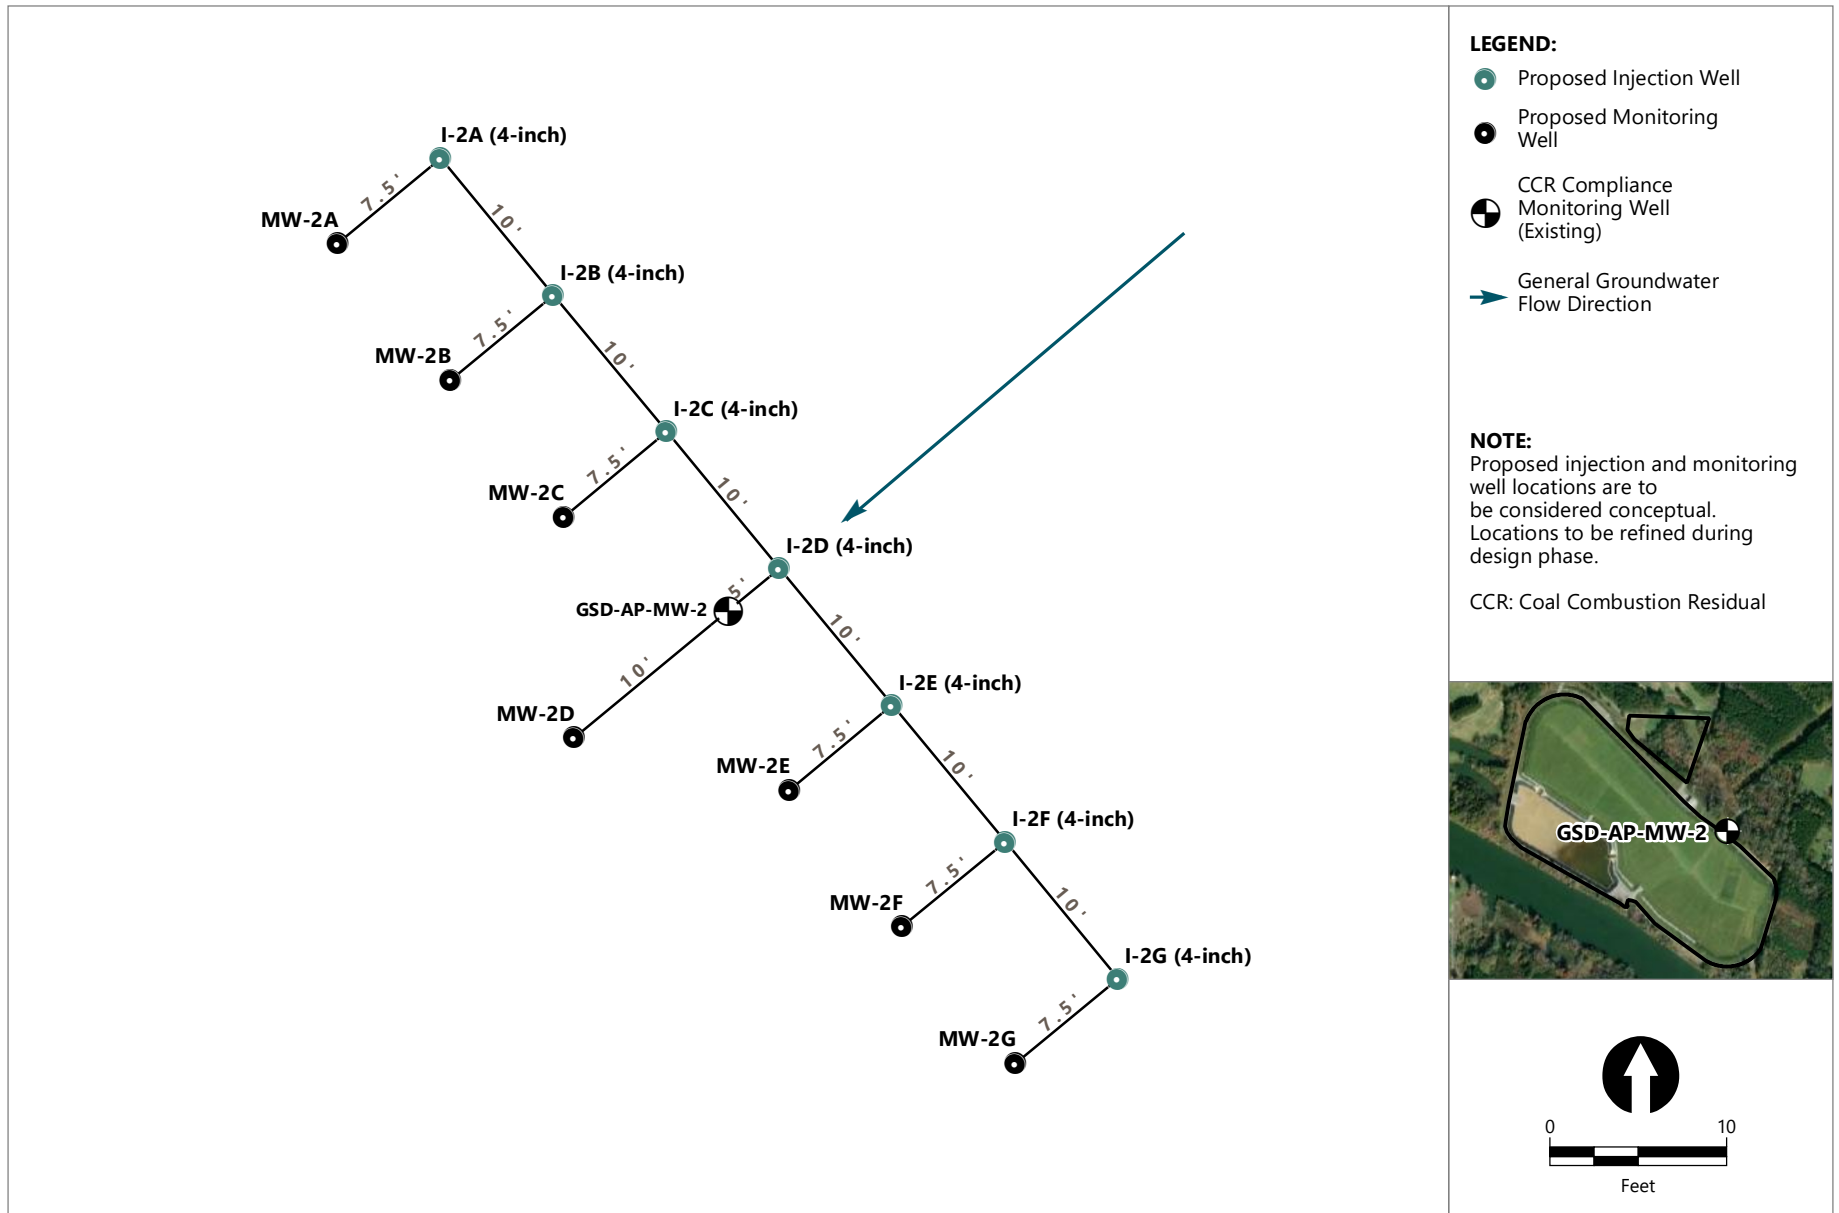 I-2A (4-inch)
7.5'
MW-2A
10'
I-2B (4-inch)
7.5'
MW-2B
10'
I-2C (4-inch)
7.5'
MW-2C
10'
I-2D (4-inch)
5'
GSD-AP-MW-2
10'
10'
MW-2D
I-2E (4-inch)
7.5'
MW-2E
10'
I-2F (4-inch)
7.5'
MW-2F
10'
I-2G (4-inch)
7.5'
MW-2G
LEGEND:
Proposed Injection Well
Proposed Monitoring
Well
CCR Compliance
Monitoring Well
(Existing)
General Groundwater
Flow Direction
NOTE:
Proposed injection and monitoring
well locations are to
be considered conceptual.
Locations to be refined during
design phase.
CCR: Coal Combustion Residual
GSD-AP-MW-2
0 10
Feet